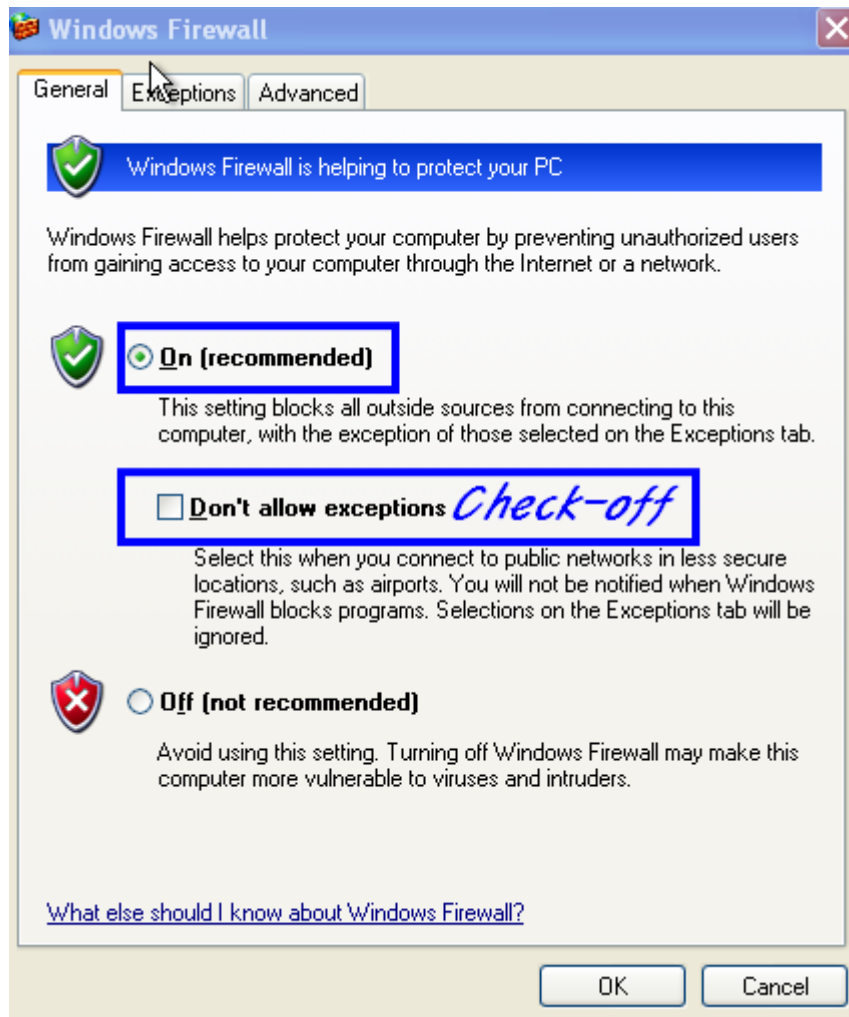 Windows Firewall
General Exceptions Advanced
Windows Firewall is helping to protect your PC
Windows Firewall helps protect your computer by preventing unauthorized users
from gaining access to your computer through the Internet or a network.
On (recommended)
This setting blocks all outside sources from connecting to this
computer, with the exception of those selected on the Exceptions tab.
Don't allow exceptions Check-off
Select this when you connect to public networks in less secure
locations, such as airports. You will not be notified when Windows
Firewall blocks programs. Selections on the Exceptions tab will be
ignored.
Off (not recommended)
Avoid using this setting. Turning off Windows Firewall may make this
computer more vulnerable to viruses and intruders.
What else should I know about Windows Firewall?
OK Cancel